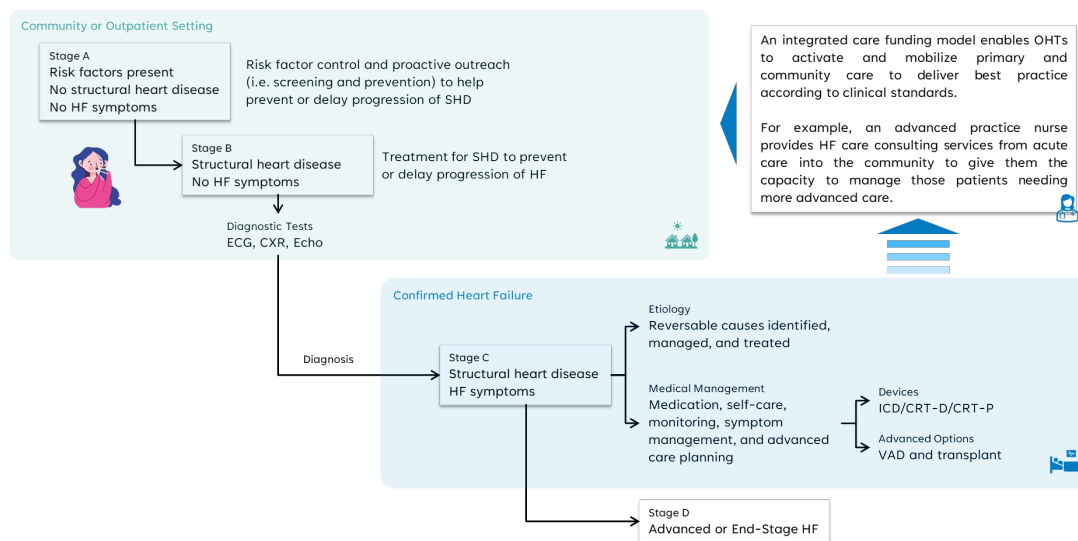 Community or Outpatient Setting
Stage A
Risk factors present
No structural heart disease
No HF symptoms
Risk factor control and proactive outreach
(i.e. screening and prevention) to help
prevent or delay progression of SHD
Stage B
Structural heart disease
No HF symptoms
Treatment for SHD to prevent
or delay progression of HF
Diagnostic Tests
ECG, CXR, Echo
An integrated care funding model enables OHTs
to activate and mobilize primary and
community care to deliver best practice
according to clinical standards.
For example, an advanced practice nurse
provides HF care consulting services from acute
care into the community to give them the
capacity to manage those patients needing
more advanced care.
Confirmed Heart Failure
Diagnosis
Stage C
Structural heart disease
HF symptoms
Etiology
Reversable causes identified,
managed, and treated
Medical Management
Medication, self-care,
monitoring, symptom
management, and advanced
care planning
Devices
ICD/CRT-D/CRT-P
Advanced Options
VAD and transplant
Stage D
Advanced or End-Stage HF